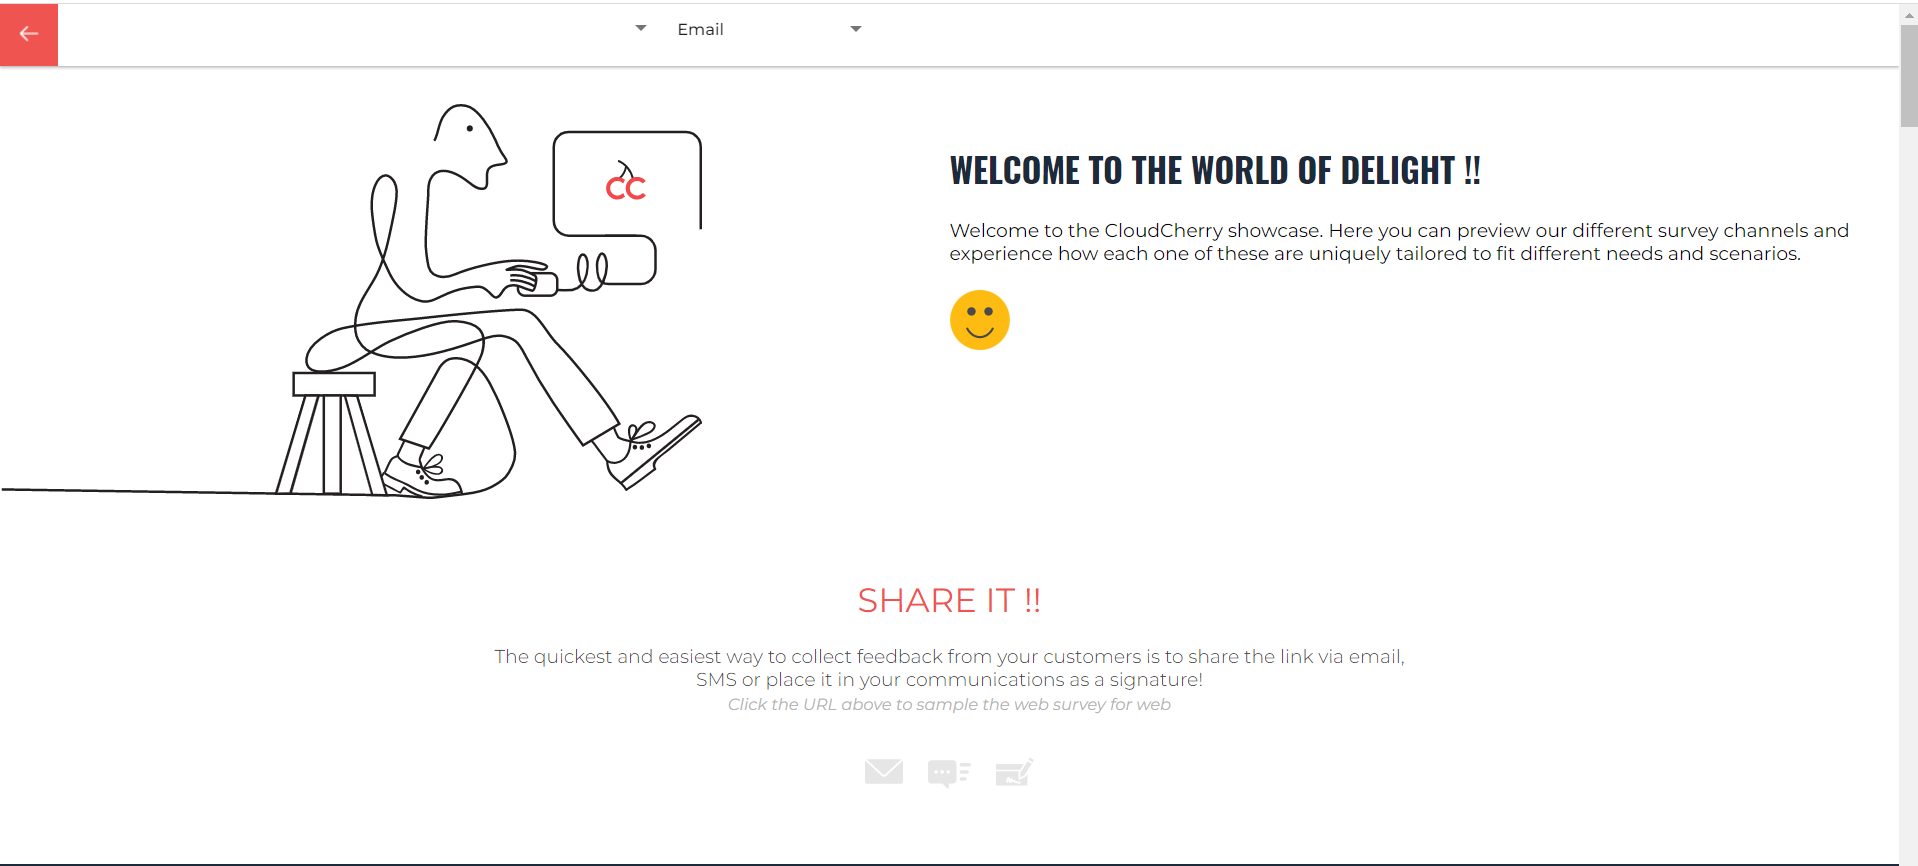 Email
CC
WELCOME TO THE WORLD OF DELIGHT !!
Welcome to the CloudCherry showcase. Here you can preview our different survey channels and
experience how each one of these are uniquely tailored to fit different needs and scenarios.
SHARE IT !!
The quickest and easiest way to collect feedback from your customers is to share the link via email,
SMS or place it in your communications as a signature!
Click the URL above to sample the web survey for web